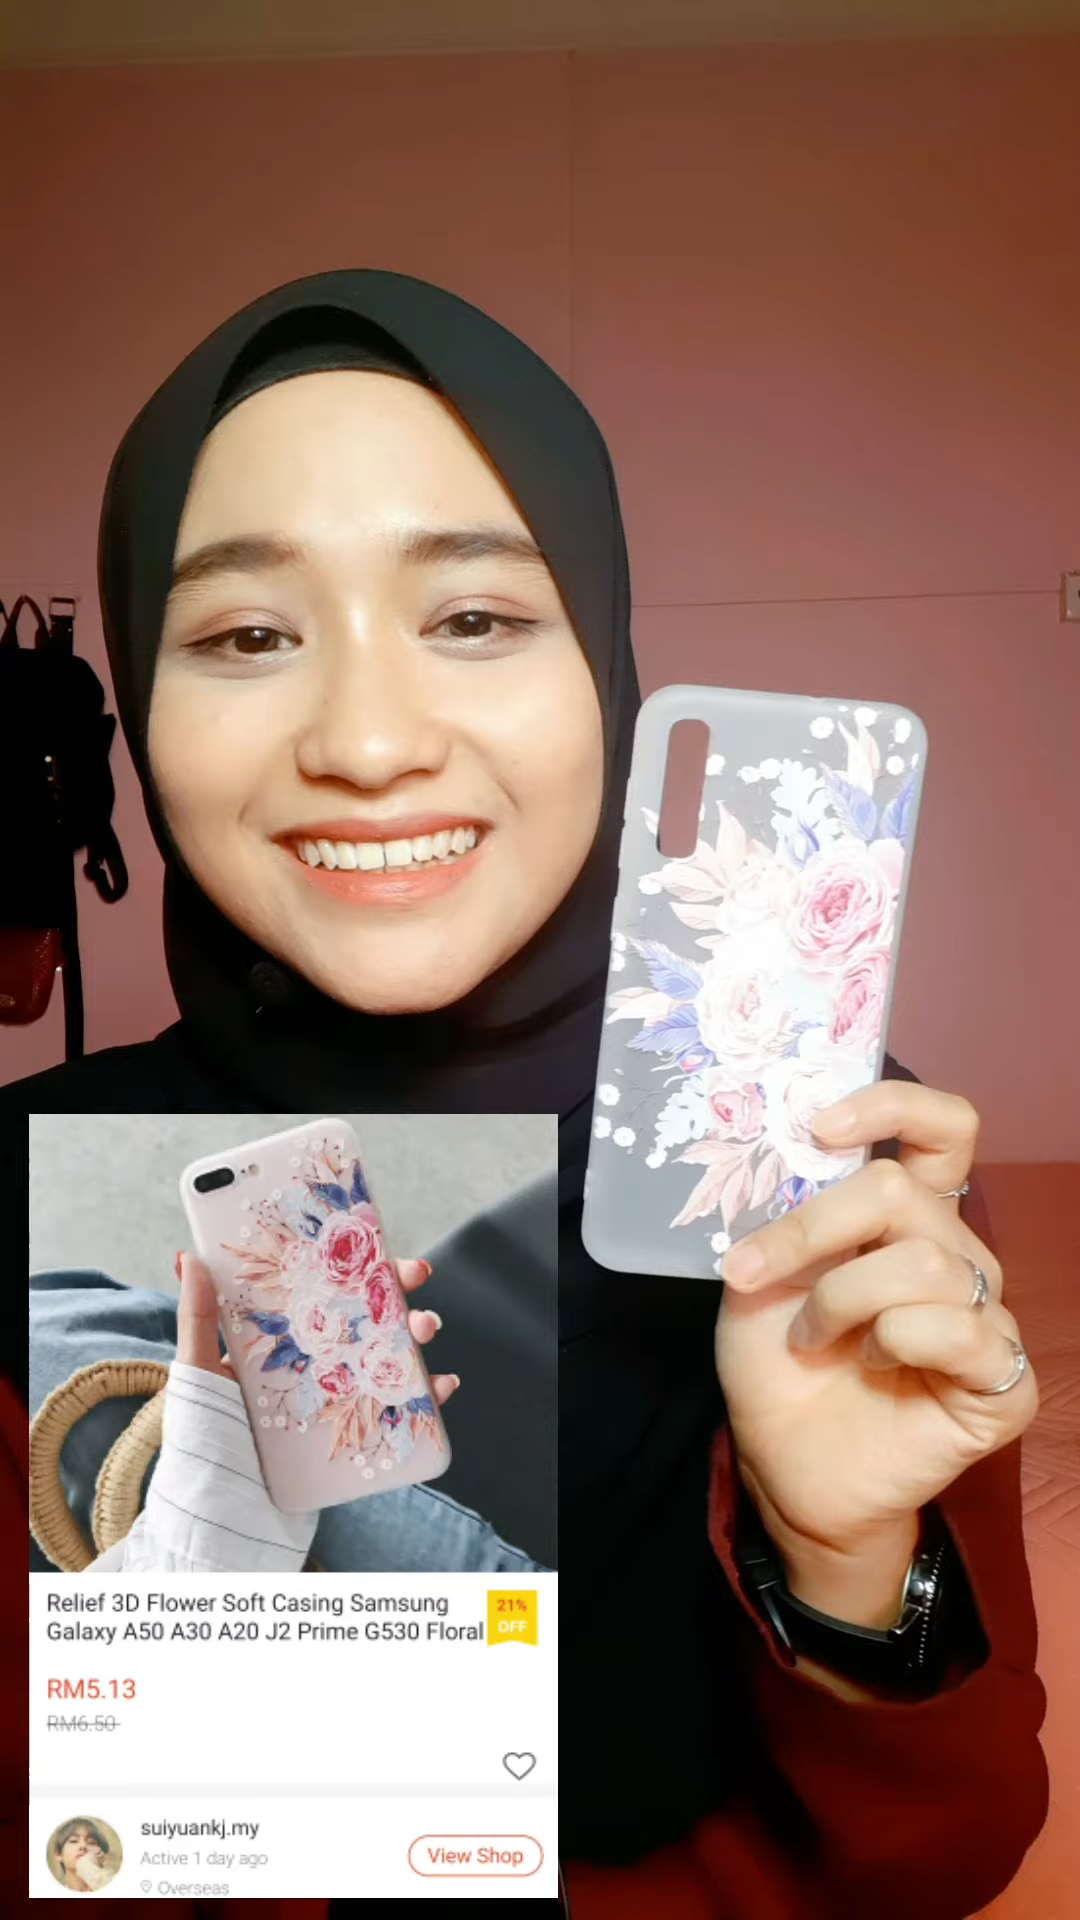 Relief 3D Flower Soft Casing Samsung
Galaxy A50 A30 A20 J2 Prime G530 Floral
21%
OFF
RM5.13
RM6.50
suiyuankj.my
Active 1 day ago
View Shop
Overseas